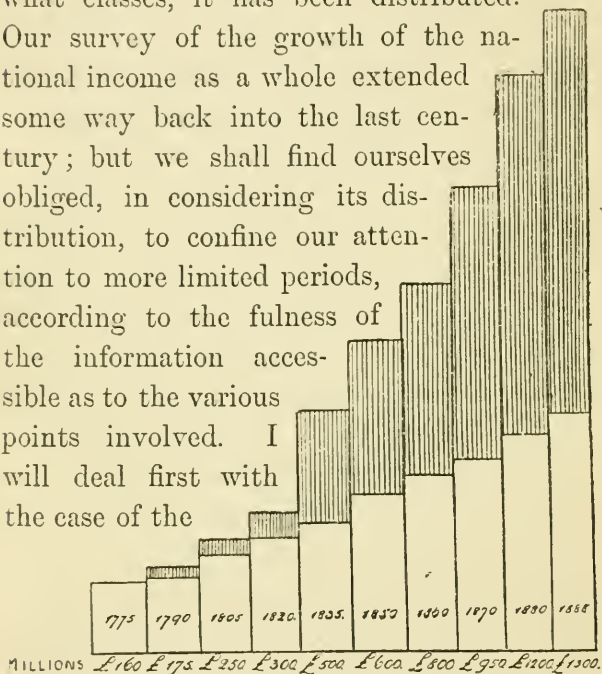 what classes, it has been distributed.
Our survey of the growth of the na-
tional income as a whole extended
some way back into the last cen-
tury; but we shall find ourselves
obliged, in considering its dis-
tribution, to confine our atten-
tion to more limited periods,
according to the fulness of
the information acces-
sible as to the various
points involved. I
will deal first with
the case of the
1775 1790 1805 1820. 1835. 1850 1860 1870 1880 1888
MILLIONS £160 £175. £250 £300. £500. £600. £800 £950 £1200 £1300.